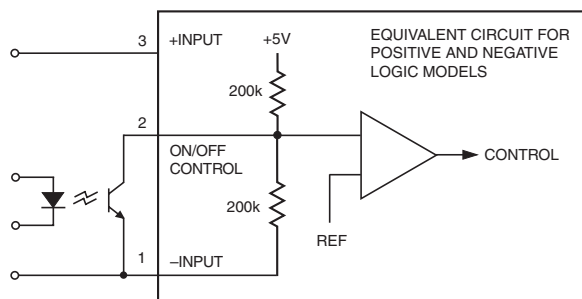 3
+INPUT
+5V
EQUIVALENT CIRCUIT FOR
POSITIVE AND NEGATIVE
LOGIC MODELS
200k
2
ON/OFF
CONTROL
CONTROL
200k
REF
1
–INPUT